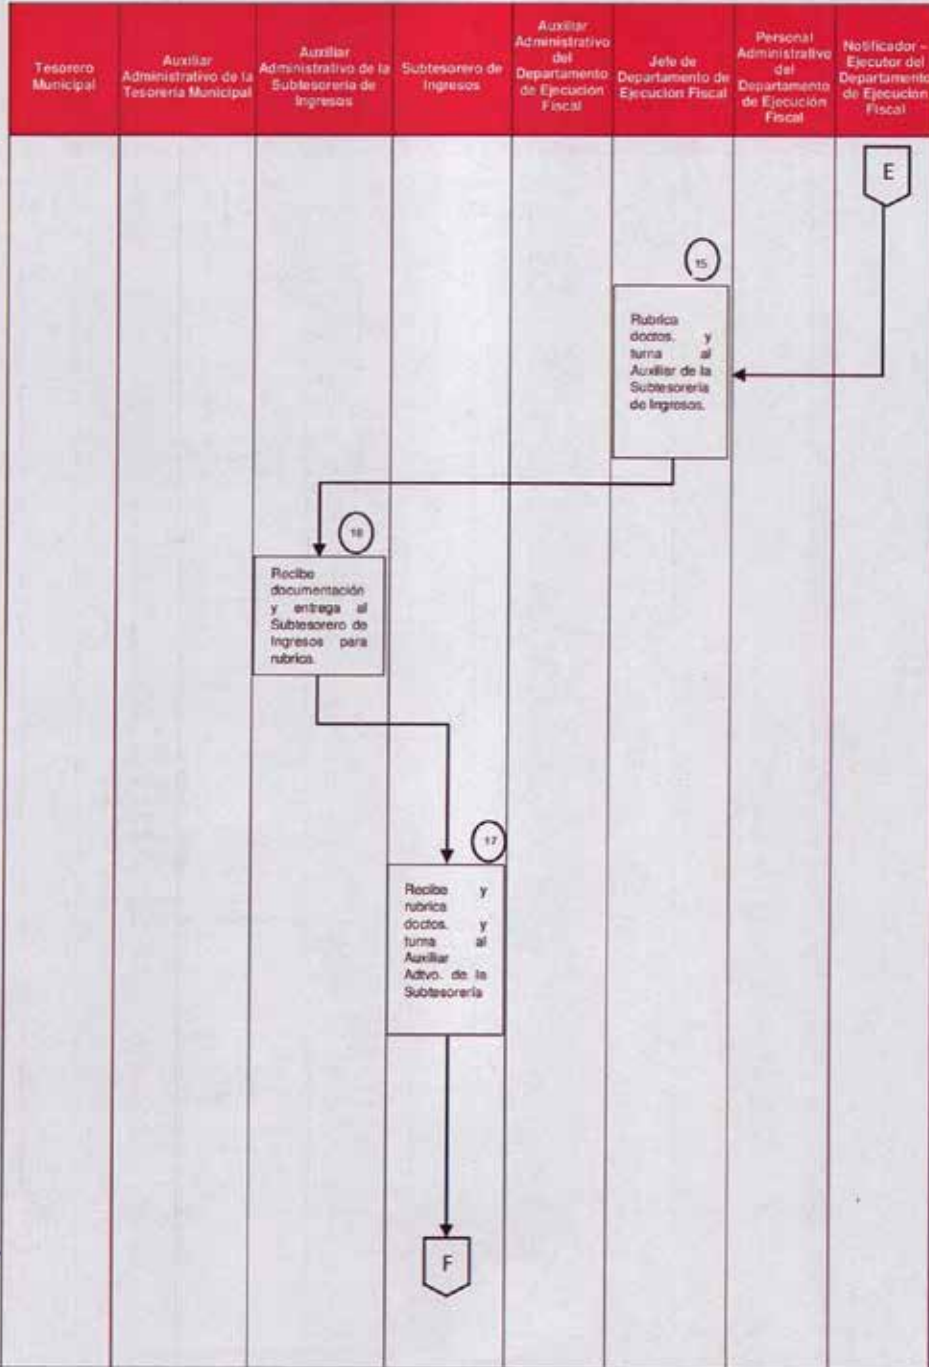 Tesorero
Municipal
Auxiliar
Administrativo de la
Tesorería Municipal
Auxiliar
Administrativo de la
Subtesorería de
Ingresos
Subtesorero de
Ingresos
Auxiliar
Administrativo
del
Departamento
de Ejecución
Fiscal
Jefe de
Departamento de
Ejecución Fiscal
Personal
Administrativo
del
Departamento
de Ejecución
Fiscal
Notificador –
Ejecutor del
Departamento
de Ejecución
Fiscal
E
15
Rubrica
doctos. y
turna al
Auxiliar de la
Subtesorería
de Ingresos.
16
Recibe
documentación
y entrega al
Subtesorero de
Ingresos para
rubrica.
17
Recibe y
rubrica
doctos. y
turna al
Auxiliar
Adtvo. de la
Subtesorería
F